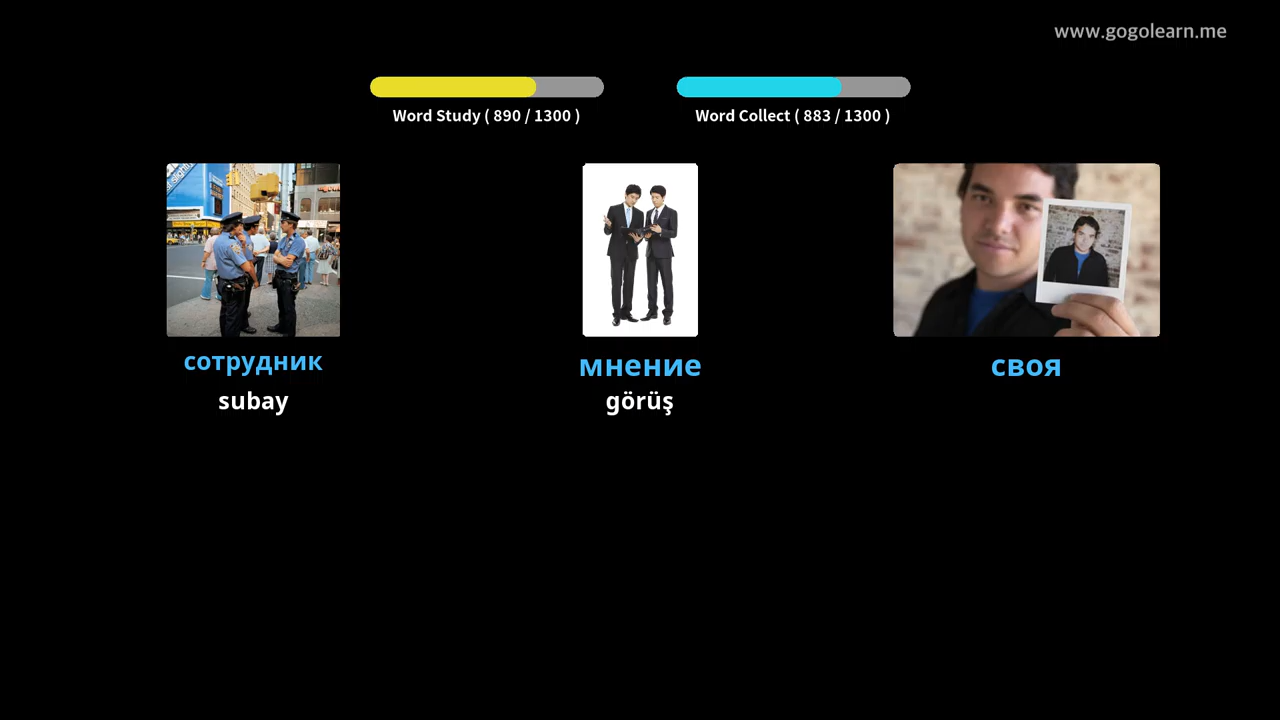 www.gogolearn.me
Word Study ( 890 / 1300 )
Word Collect ( 883 / 1300 )
сотрудник
subay
мнение
görüş
своя